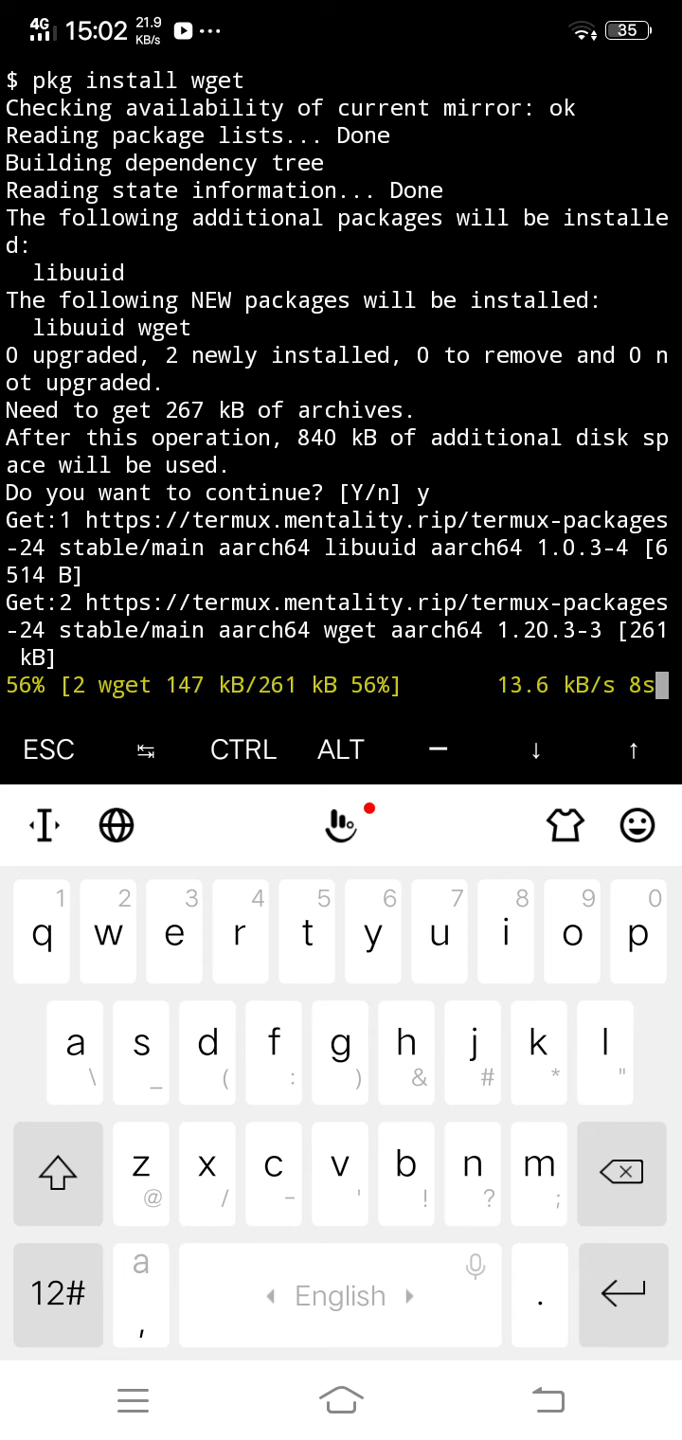 4G 15:02 21.9 KB/s 35
$ pkg install wget
Checking availability of current mirror: ok
Reading package lists... Done
Building dependency tree
Reading state information... Done
The following additional packages will be installe
d:
libuuid
The following NEW packages will be installed:
libuuid wget
0 upgraded, 2 newly installed, 0 to remove and 0 n
ot upgraded.
Need to get 267 kB of archives.
After this operation, 840 kB of additional disk sp
ace will be used.
Do you want to continue? [Y/n] y
Get:1 https://termux.mentality.rip/termux-packages
-24 stable/main aarch64 libuuid aarch64 1.0.3-4 [6
514 B]
Get:2 https://termux.mentality.rip/termux-packages
-24 stable/main aarch64 wget aarch64 1.20.3-3 [261
kB]
56% [2 wget 147 kB/261 kB 56%] 13.6 kB/s 8s
ESC ↹ CTRL ALT — ↓ ↑
1 2 3 4 5 6 7 8 9 0
q w e r t y u i o p
a s d f g h j k l
\ _ ( : ) & # * "
z x c v b n m
@ / - ' ! ? ;
12# a , English .